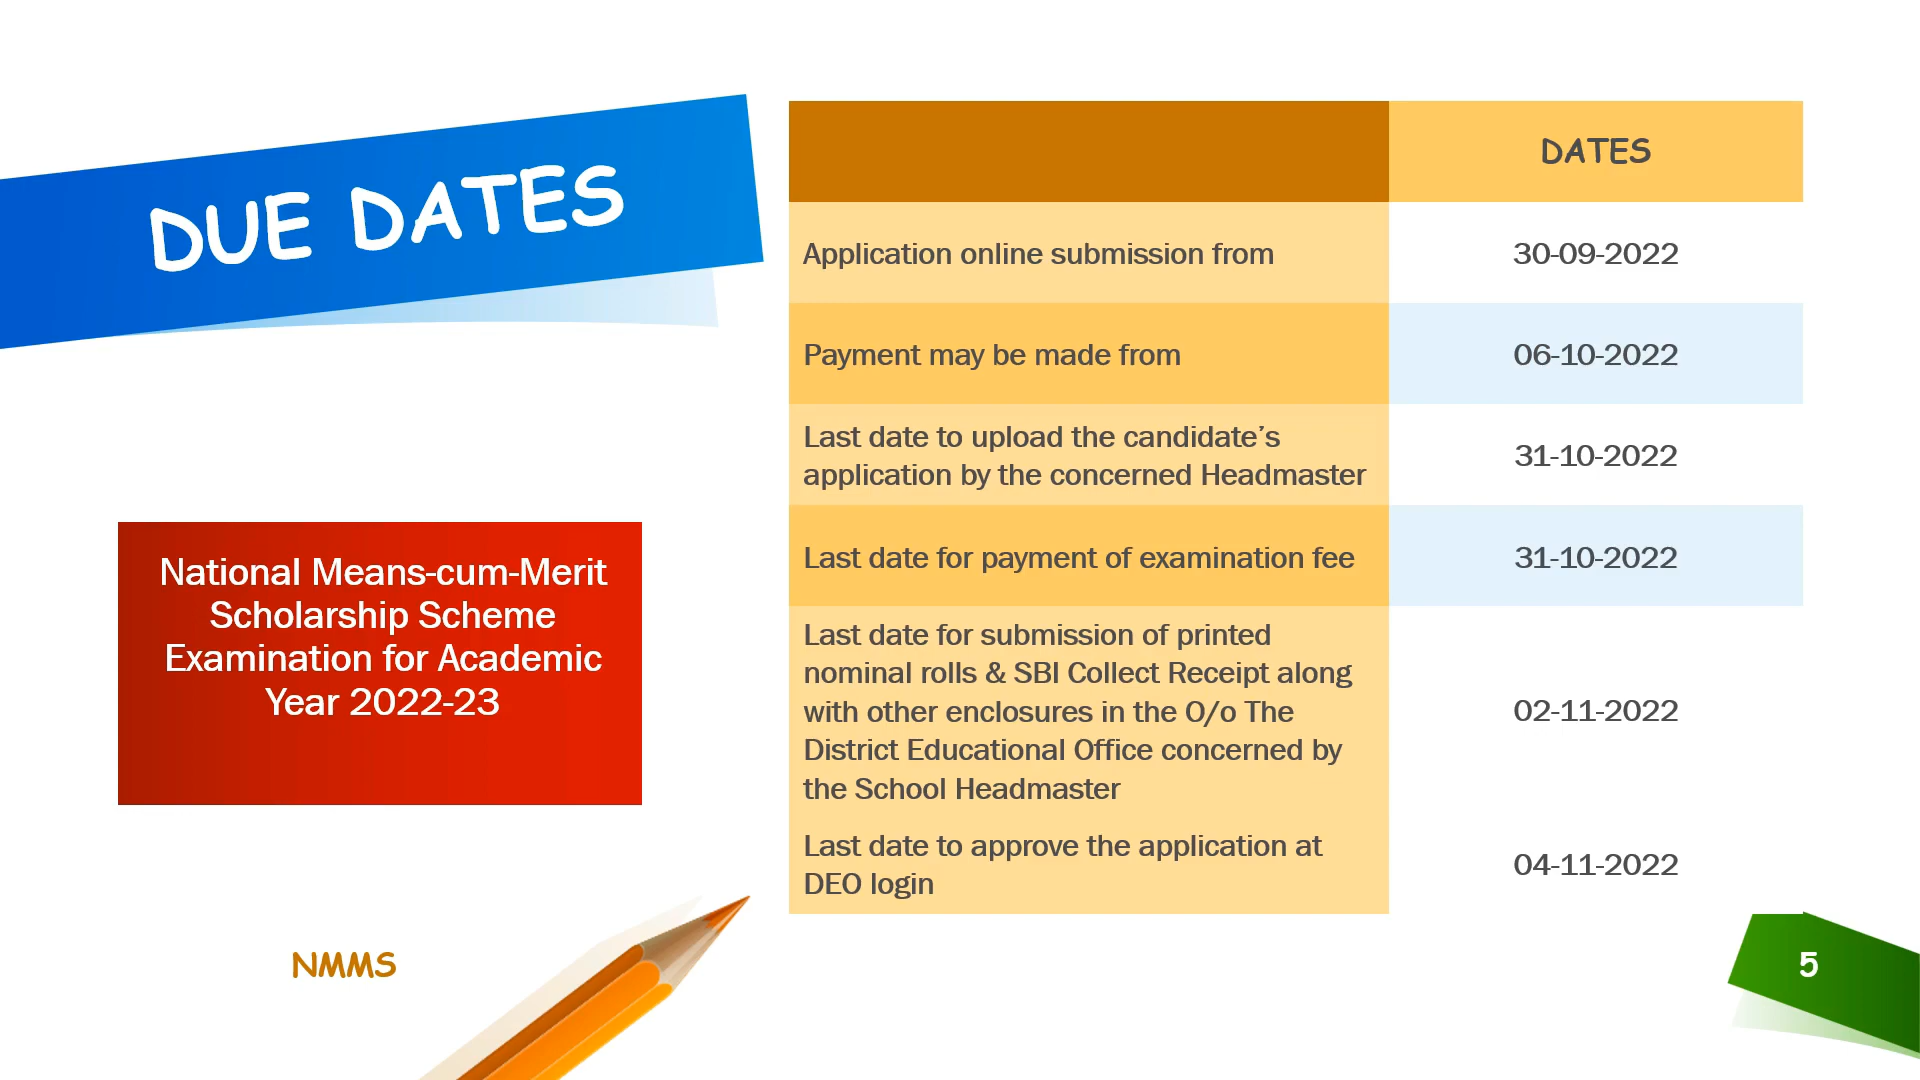 DUE DATES
National Means-cum-Merit
Scholarship Scheme
Examination for Academic
Year 2022-23
NMMS
DATES
Application online submission from
30-09-2022
Payment may be made from
06-10-2022
Last date to upload the candidate’s
application by the concerned Headmaster
31-10-2022
Last date for payment of examination fee
31-10-2022
Last date for submission of printed
nominal rolls & SBI Collect Receipt along
with other enclosures in the O/o The
District Educational Office concerned by
the School Headmaster
02-11-2022
Last date to approve the application at
DEO login
04-11-2022
5